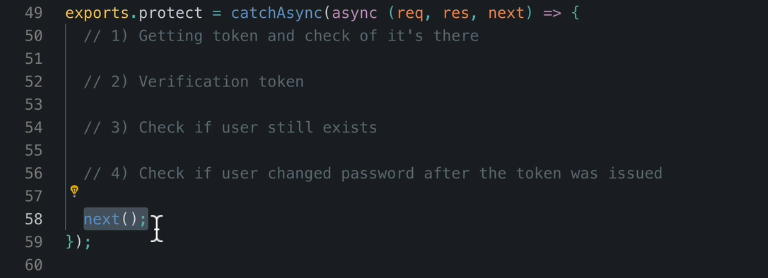 49 exports.protect = catchAsync(async (req, res, next) => {
50 // 1) Getting token and check of it's there
51
52 // 2) Verification token
53
54 // 3) Check if user still exists
55
56 // 4) Check if user changed password after the token was issued
57
58 next();
59 });
60